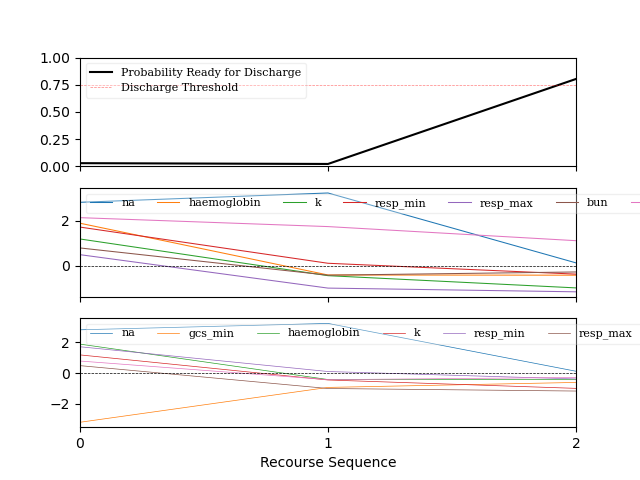 1.00
0.75
0.50
0.25
0.00
Probability Ready for Discharge
Discharge Threshold
2
0
na haemoglobin k resp_min resp_max bun
2
0
−2
na gcs_min haemoglobin k resp_min resp_max
0 1 2
Recourse Sequence